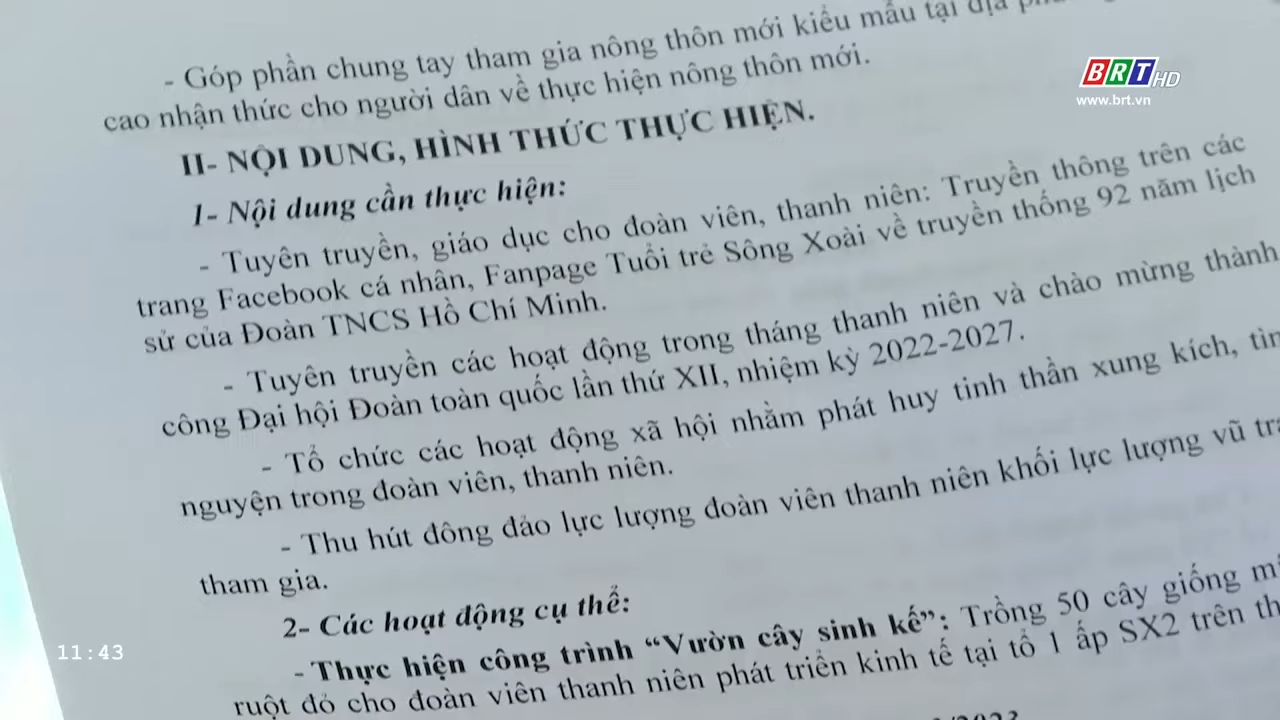 - Góp phần chung tay tham gia nông thôn mới kiểu mẫu tại địa
cao nhận thức cho người dân về thực hiện nông thôn mới.
BRT HD
www.brt.vn
II- NỘI DUNG, HÌNH THỨC THỰC HIỆN.
1- Nội dung cần thực hiện:
- Tuyên truyền, giáo dục cho đoàn viên, thanh niên: Truyền thông trên các
trang Facebook cá nhân, Fanpage Tuổi trẻ Sông Xoài về truyền thống 92 năm lịch
sử của Đoàn TNCS Hồ Chí Minh.
- Tuyên truyền các hoạt động trong tháng thanh niên và chào mừng thành
công Đại hội Đoàn toàn quốc lần thứ XII, nhiệm kỳ 2022-2027.
- Tổ chức các hoạt động xã hội nhằm phát huy tinh thần xung kích,
nguyện trong đoàn viên, thanh niên.
- Thu hút đông đảo lực lượng đoàn viên thanh niên khối lực lượng vũ
tham gia.
2- Các hoạt động cụ thể:
- Thực hiện công trình “Vườn cây sinh kế”: Trồng 50 cây giống
ruột đỏ cho đoàn viên thanh niên phát triển kinh tế tại tổ 1 ấp SX2 trên
11:43